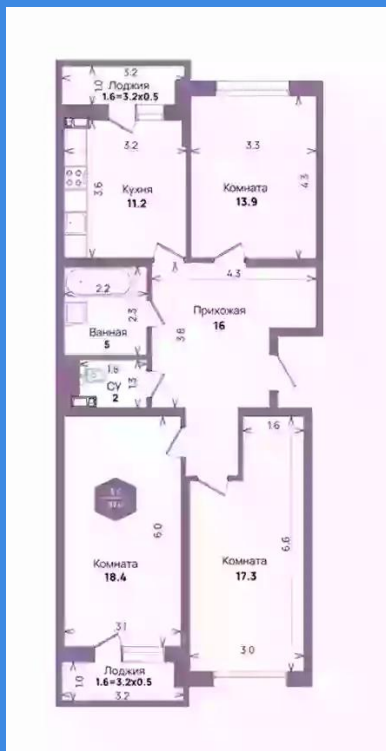 3.2
1.0
Лоджия
1.6=3.2x0.5
3.2
3.6
Кухня
11.2
3.3
4.3
Комната
13.9
4.3
2.2
2.3
Ванная
5
3.8
Прихожая
16
1.3
СУ
2
1.6
6.0
Комната
18.4
6.6
Комната
17.3
3.1
3.0
1.0
Лоджия
1.6=3.2x0.5
3.2